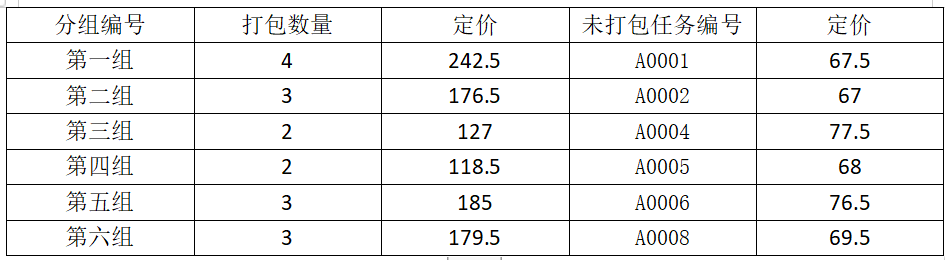 分组编号 打包数量 定价 未打包任务编号 定价
第一组 4 242.5 A0001 67.5
第二组 3 176.5 A0002 67
第三组 2 127 A0004 77.5
第四组 2 118.5 A0005 68
第五组 3 185 A0006 76.5
第六组 3 179.5 A0008 69.5